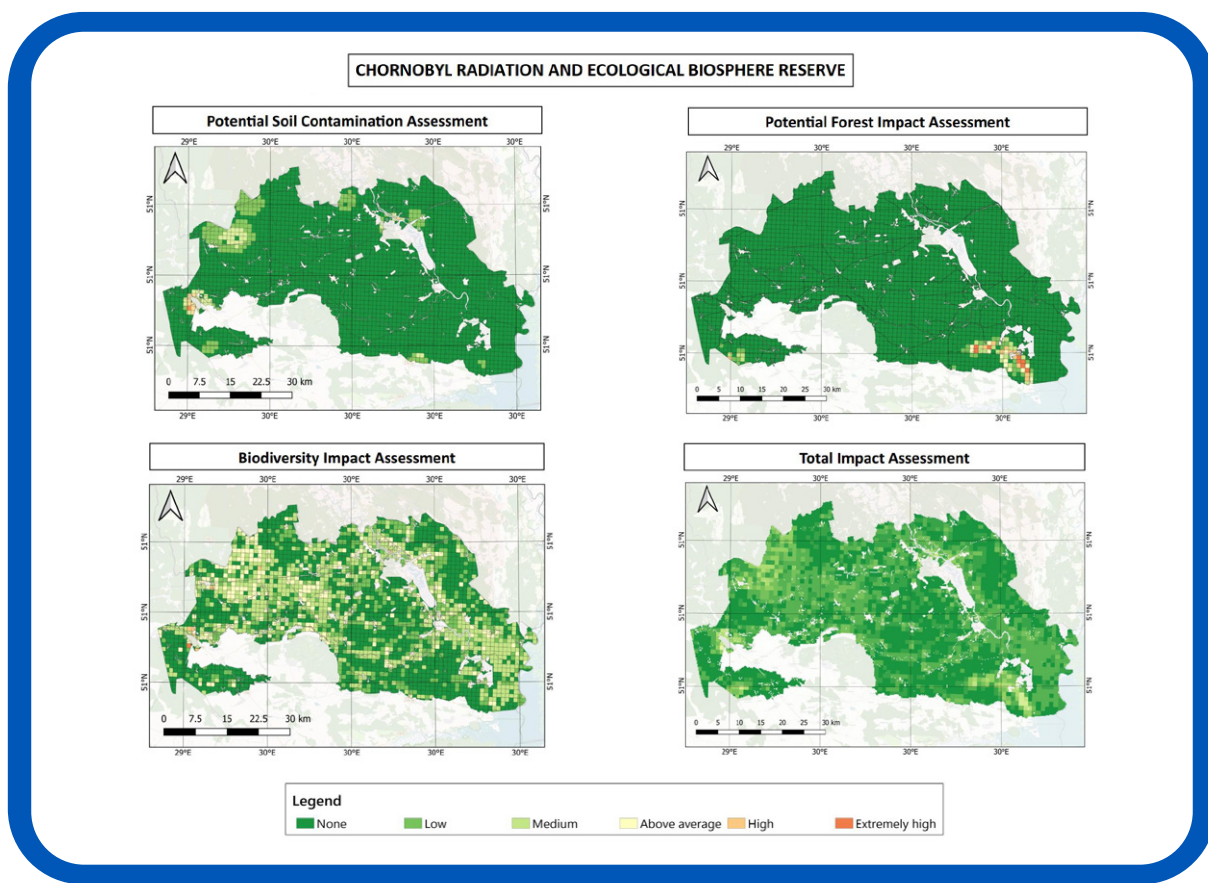 CHORNOBYL RADIATION AND ECOLOGICAL BIOSPHERE RESERVE
Potential Soil Contamination Assessment
29°E 30°E 30°E 30°E 30°E
51°N 51°N
51°N 51°N
51°N 51°N
0 7.5 15 22.5 30 km
29°E 30°E 30°E 30°E 30°E
Potential Forest Impact Assessment
29°E 30°E 30°E 30°E
51°N 51°N
51°N 51°N
51°N 51°N
0 5 10 15 20 25 30 km
29°E 30°E 30°E 30°E
Biodiversity Impact Assessment
29°E 30°E 30°E 30°E 30°E
51°N 51°N
51°N 51°N
51°N 51°N
0 7.5 15 22.5 30 km
29°E 30°E 30°E 30°E 30°E
Total Impact Assessment
29°E 30°E 30°E 30°E
51°N 51°N
51°N 51°N
51°N 51°N
0 5 10 15 20 25 30 km
29°E 30°E 30°E 30°E
Legend
None Low Medium Above average High Extremely high